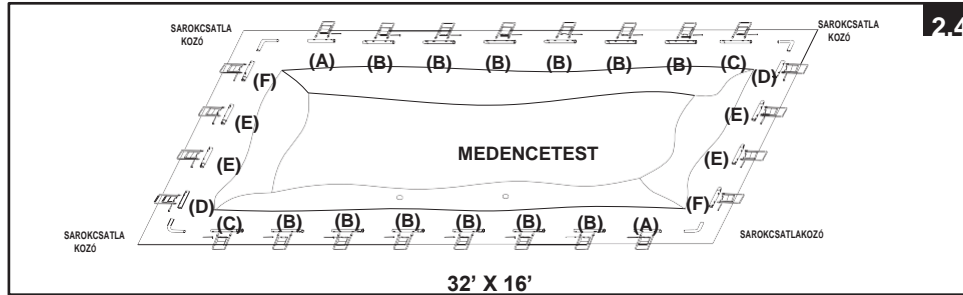 2.4
SAROKCSATLA
KOZÓ
SAROKCSATLA
KOZÓ
(A) (B) (B) (B) (B) (B) (B) (C)
(F) (D)
(E) (E)
(E) (E)
MEDENCETEST
(D) (F)
(C) (B) (B) (B) (B) (B) (B) (A)
SAROKCSATLA
KOZÓ
SAROKCSATLAKOZÓ
32’ X 16’